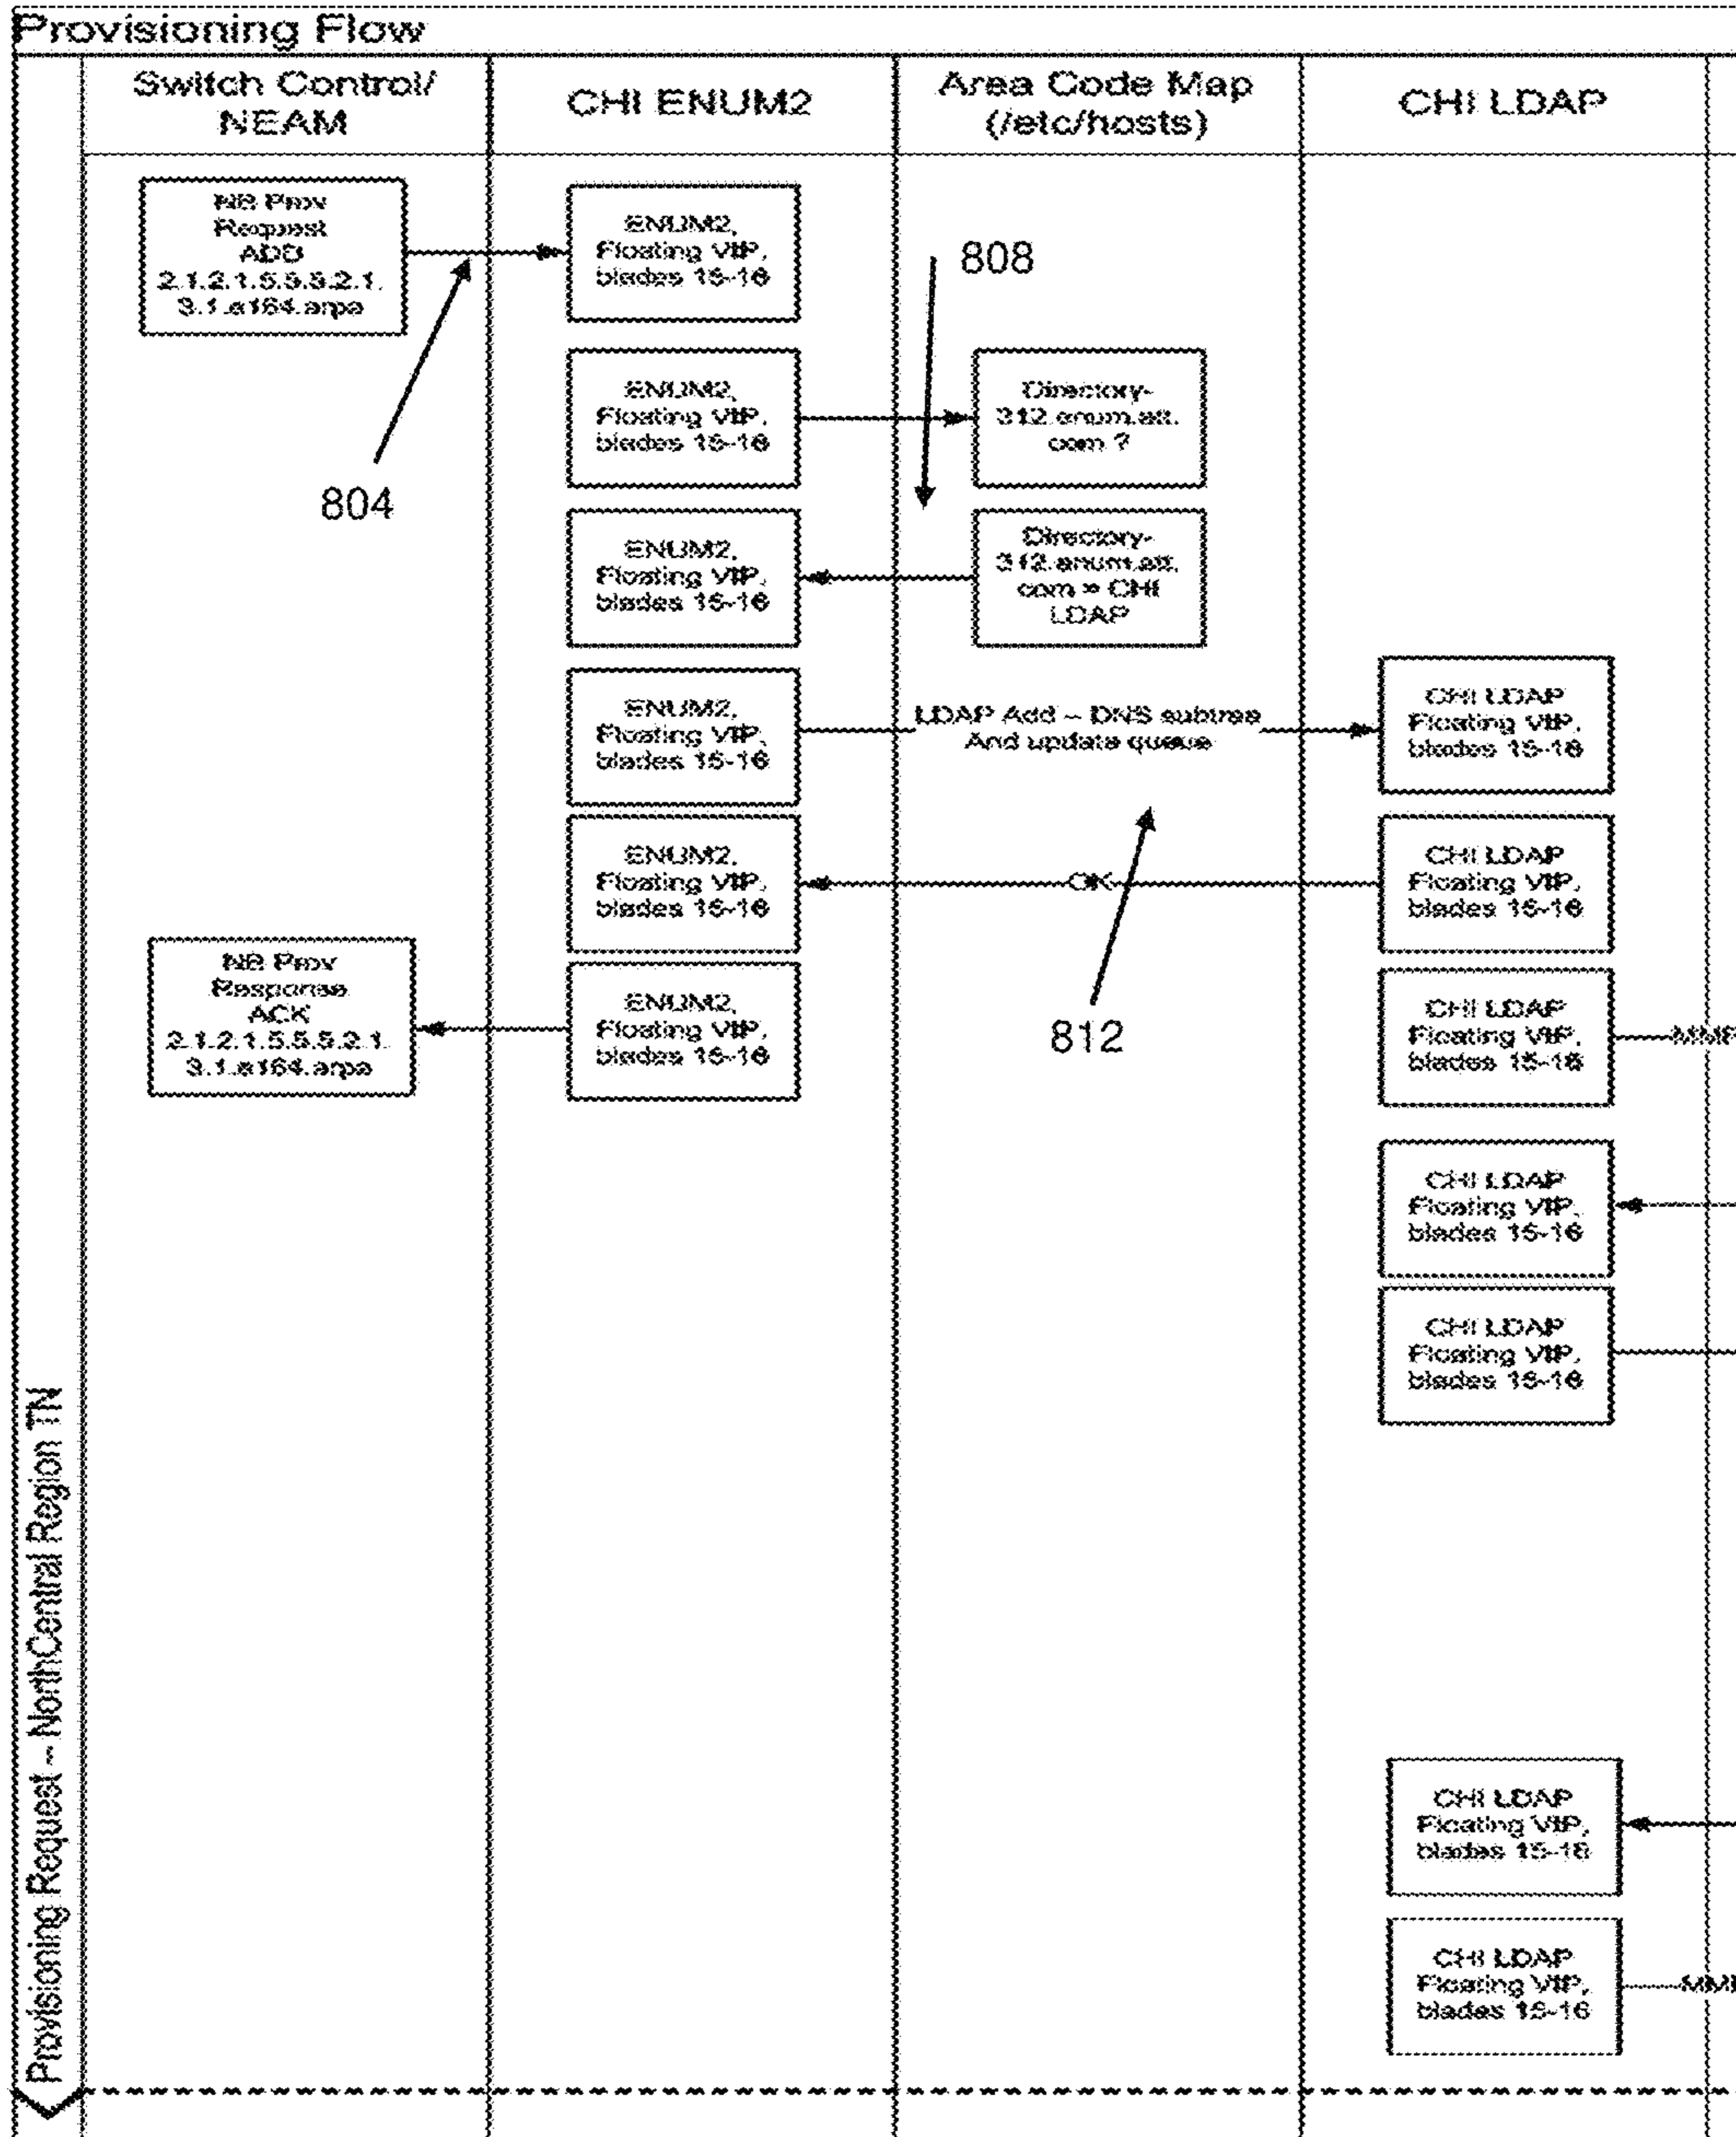 Provisioning Flow
Switch Control/
NEAM
CHI ENUM2
Area Code Map
(/etc/hosts)
CHI LDAP
NB Prov
Request
ADD
2.1.2.1.5.5.5.2.1.
3.1.e164.arpa
ENUM2,
Floating VIP,
blades 15-16
808
804
ENUM2,
Floating VIP,
blades 15-16
Directory-
312.enum.att.
com ?
ENUM2,
Floating VIP,
blades 15-16
Directory-
312.enum.att.
com = CHI
LDAP
ENUM2,
Floating VIP,
blades 15-16
LDAP Add – DNS subtree
And update queue
CHI LDAP
Floating VIP,
blades 15-16
ENUM2,
Floating VIP,
blades 15-16
OK
CHI LDAP
Floating VIP,
blades 15-16
812
NB Prov
Response
ACK
2.1.2.1.5.5.5.2.1.
3.1.e164.arpa
ENUM2,
Floating VIP,
blades 15-16
CHI LDAP
Floating VIP,
blades 15-16
CHI LDAP
Floating VIP,
blades 15-16
CHI LDAP
Floating VIP,
blades 15-16
CHI LDAP
Floating VIP,
blades 15-16
CHI LDAP
Floating VIP,
blades 15-16
Provisioning Request – NorthCentral Region TN